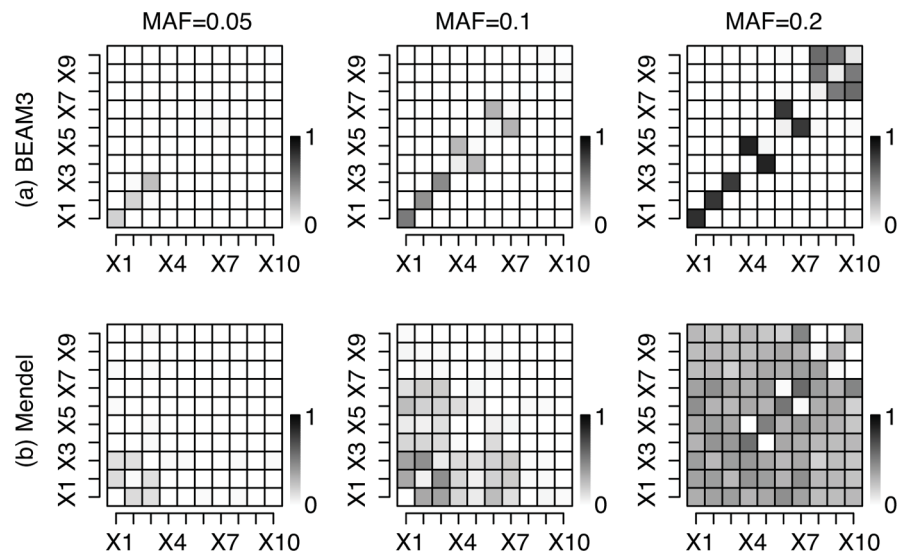 MAF=0.05 MAF=0.1 MAF=0.2
(a) BEAM3
X9 X9 X9
X7 X7 X7
X5 X5 X5
X3 X3 X3
X1 X1 X1
1 1 1
0 0 0
X1 X4 X7 X10 X1 X4 X7 X10 X1 X4 X7 X10
(b) Mendel
X9 X9 X9
X7 X7 X7
X5 X5 X5
X3 X3 X3
X1 X1 X1
1 1 1
0 0 0
X1 X4 X7 X10 X1 X4 X7 X10 X1 X4 X7 X10